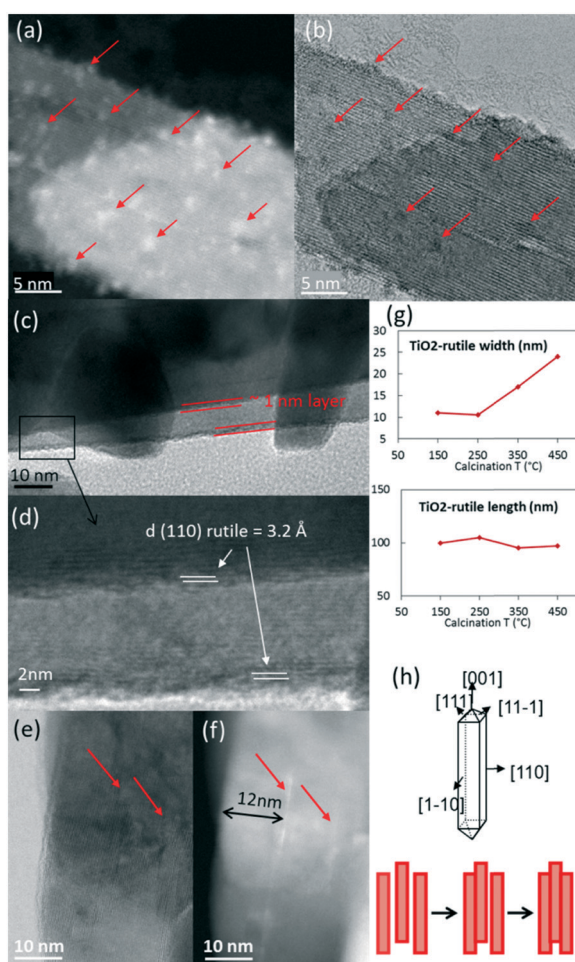 (a)
5 nm
(b)
5 nm
(c)
1 nm layer
10 nm
(d)
d (110) rutile = 3.2 Å
2nm
(e)
10 nm
(f)
12nm
10 nm
(g)
TiO2-rutile width (nm)
30
25
20
15
10
5
50 150 250 350 450
Calcination T (°C)
TiO2-rutile length (nm)
150
100
50
50 150 250 350 450
Calcination T (°C)
(h)
[001]
[111]
[11-1]
[110]
[1-10]